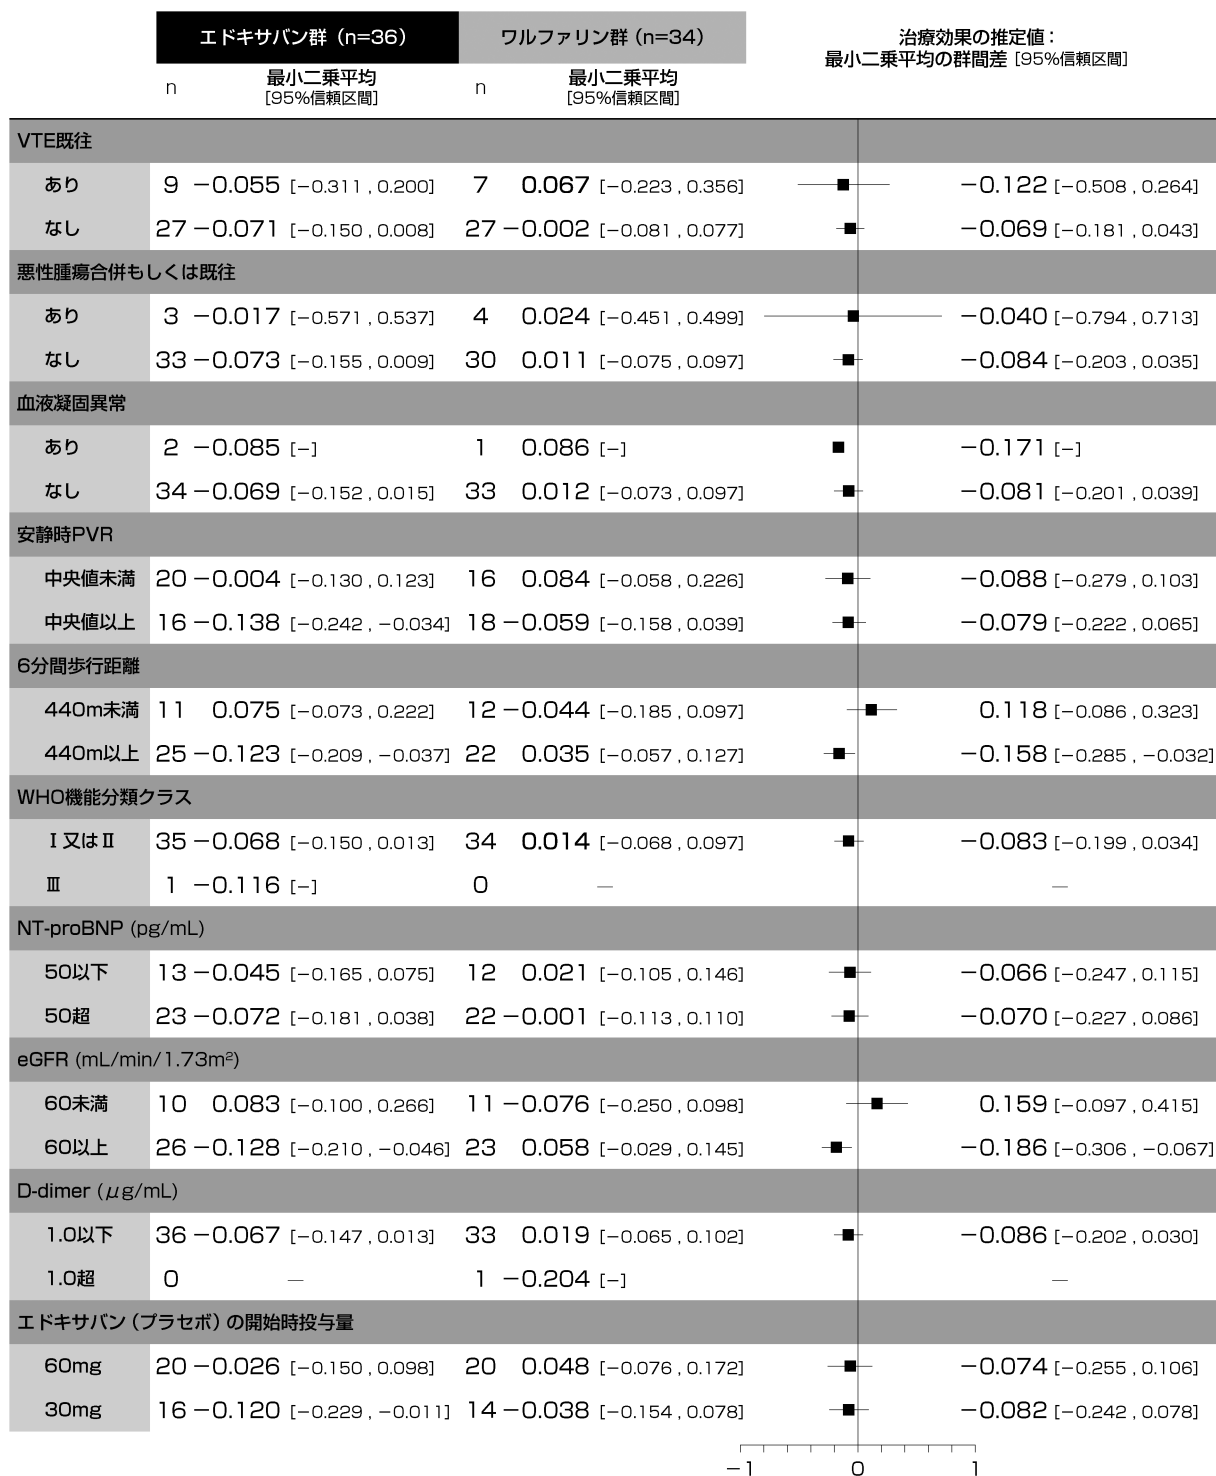 エドキサバン群（n=36） ワルファリン群（n=34） 治療効果の推定値：
最小二乗平均の群間差 [95%信頼区間]
n 最小二乗平均 n 最小二乗平均
[95%信頼区間] [95%信頼区間]
VTE既往
あり 9 −0.055 [−0.311 , 0.200] 7 0.067 [−0.223 , 0.356] −0.122 [−0.508 , 0.264]
なし 27 −0.071 [−0.150 , 0.008] 27 −0.002 [−0.081 , 0.077] −0.069 [−0.181 , 0.043]
悪性腫瘍合併もしくは既往
あり 3 −0.017 [−0.571 , 0.537] 4 0.024 [−0.451 , 0.499] −0.040 [−0.794 , 0.713]
なし 33 −0.073 [−0.155 , 0.009] 30 0.011 [−0.075 , 0.097] −0.084 [−0.203 , 0.035]
血液凝固異常
あり 2 −0.085 [−] 1 0.086 [−] −0.171 [−]
なし 34 −0.069 [−0.152 , 0.015] 33 0.012 [−0.073 , 0.097] −0.081 [−0.201 , 0.039]
安静時PVR
中央値未満 20 −0.004 [−0.130 , 0.123] 16 0.084 [−0.058 , 0.226] −0.088 [−0.279 , 0.103]
中央値以上 16 −0.138 [−0.242 , −0.034] 18 −0.059 [−0.158 , 0.039] −0.079 [−0.222 , 0.065]
6分間歩行距離
440m未満 11 0.075 [−0.073 , 0.222] 12 −0.044 [−0.185 , 0.097] 0.118 [−0.086 , 0.323]
440m以上 25 −0.123 [−0.209 , −0.037] 22 0.035 [−0.057 , 0.127] −0.158 [−0.285 , −0.032]
WHO機能分類クラス
Ⅰ又はⅡ 35 −0.068 [−0.150 , 0.013] 34 0.014 [−0.068 , 0.097] −0.083 [−0.199 , 0.034]
Ⅲ 1 −0.116 [−] 0 — —
NT-proBNP (pg/mL)
50以下 13 −0.045 [−0.165 , 0.075] 12 0.021 [−0.105 , 0.146] −0.066 [−0.247 , 0.115]
50超 23 −0.072 [−0.181 , 0.038] 22 −0.001 [−0.113 , 0.110] −0.070 [−0.227 , 0.086]
eGFR (mL/min/1.73m²)
60未満 10 0.083 [−0.100 , 0.266] 11 −0.076 [−0.250 , 0.098] 0.159 [−0.097 , 0.415]
60以上 26 −0.128 [−0.210 , −0.046] 23 0.058 [−0.029 , 0.145] −0.186 [−0.306 , −0.067]
D-dimer (μg/mL)
1.0以下 36 −0.067 [−0.147 , 0.013] 33 0.019 [−0.065 , 0.102] −0.086 [−0.202 , 0.030]
1.0超 0 — 1 −0.204 [−] —
エドキサバン（プラセボ）の開始時投与量
60mg 20 −0.026 [−0.150 , 0.098] 20 0.048 [−0.076 , 0.172] −0.074 [−0.255 , 0.106]
30mg 16 −0.120 [−0.229 , −0.011] 14 −0.038 [−0.154 , 0.078] −0.082 [−0.242 , 0.078]
−1 0 1